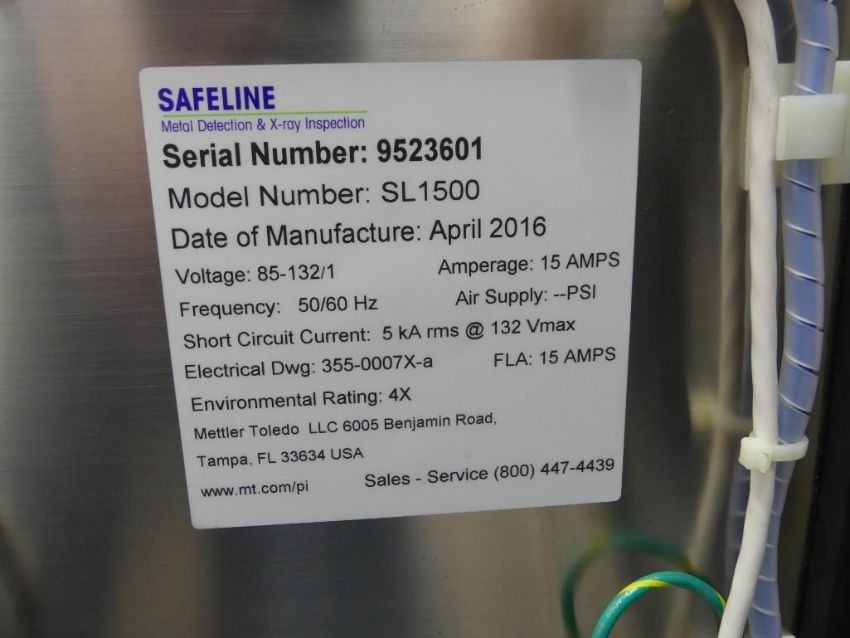 SAFELINE
Metal Detection & X-ray Inspection
Serial Number: 9523601
Model Number: SL1500
Date of Manufacture: April 2016
Voltage: 85-132/1 Amperage: 15 AMPS
Frequency: 50/60 Hz Air Supply: --PSI
Short Circuit Current: 5 kA rms @ 132 Vmax
Electrical Dwg: 355-0007X-a FLA: 15 AMPS
Environmental Rating: 4X
Mettler Toledo LLC 6005 Benjamin Road,
Tampa, FL 33634 USA
www.mt.com/pi Sales - Service (800) 447-4439